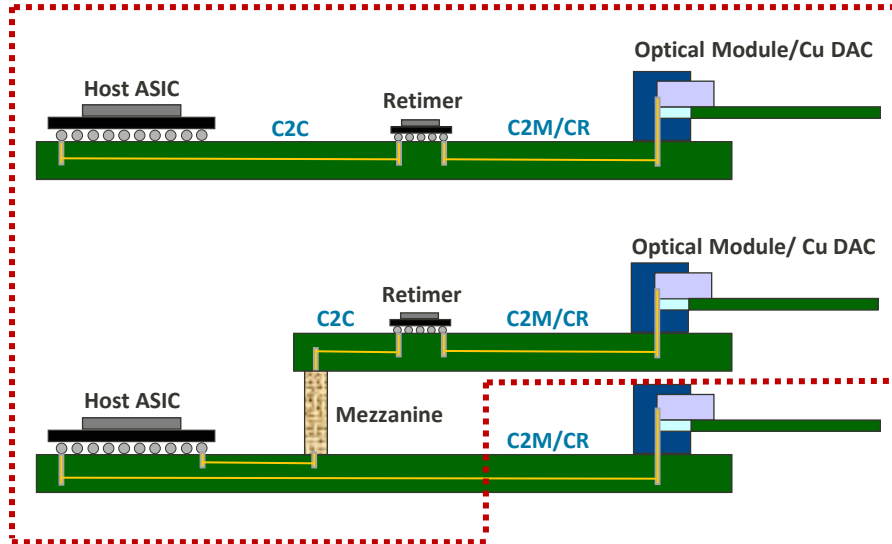 Optical Module/Cu DAC
Host ASIC
Retimer
C2C
C2M/CR
Optical Module/ Cu DAC
Retimer
C2C
C2M/CR
Host ASIC
Mezzanine
C2M/CR